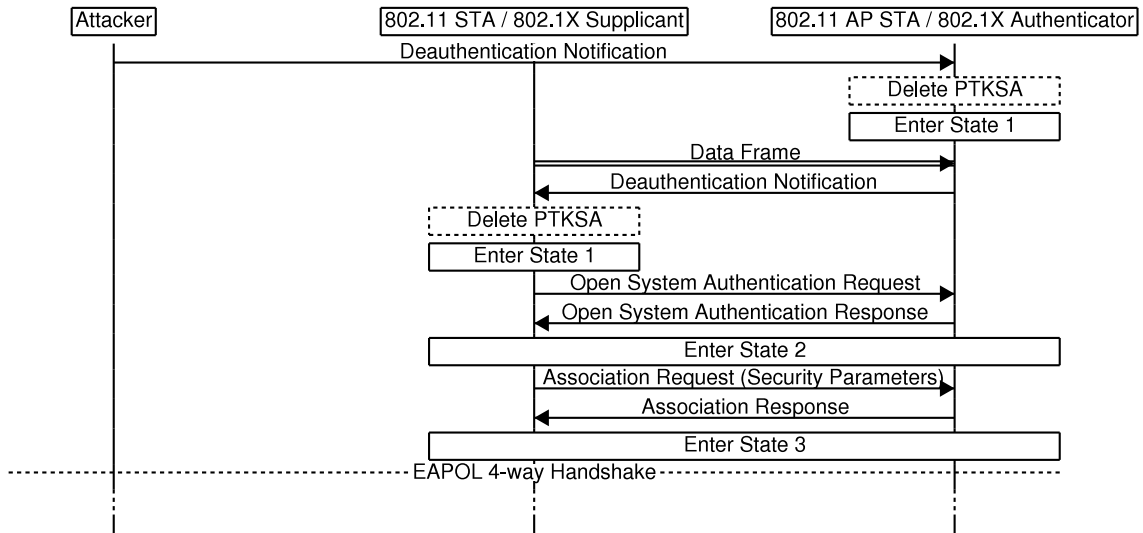 Attacker
802.11 STA / 802.1X Supplicant
802.11 AP STA / 802.1X Authenticator
Deauthentication Notification
Delete PTKSA
Enter State 1
Data Frame
Deauthentication Notification
Delete PTKSA
Enter State 1
Open System Authentication Request
Open System Authentication Response
Enter State 2
Association Request (Security Parameters)
Association Response
Enter State 3
EAPOL 4-way Handshake